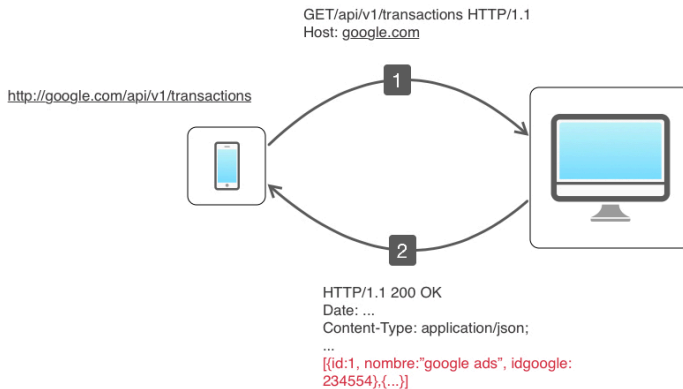 GET/api/v1/transactions HTTP/1.1
Host: google.com
http://google.com/api/v1/transactions
1
2
HTTP/1.1 200 OK
Date: ...
Content-Type: application/json;
...
[{id:1, nombre:”google ads”, idgoogle:
234554},{...}]